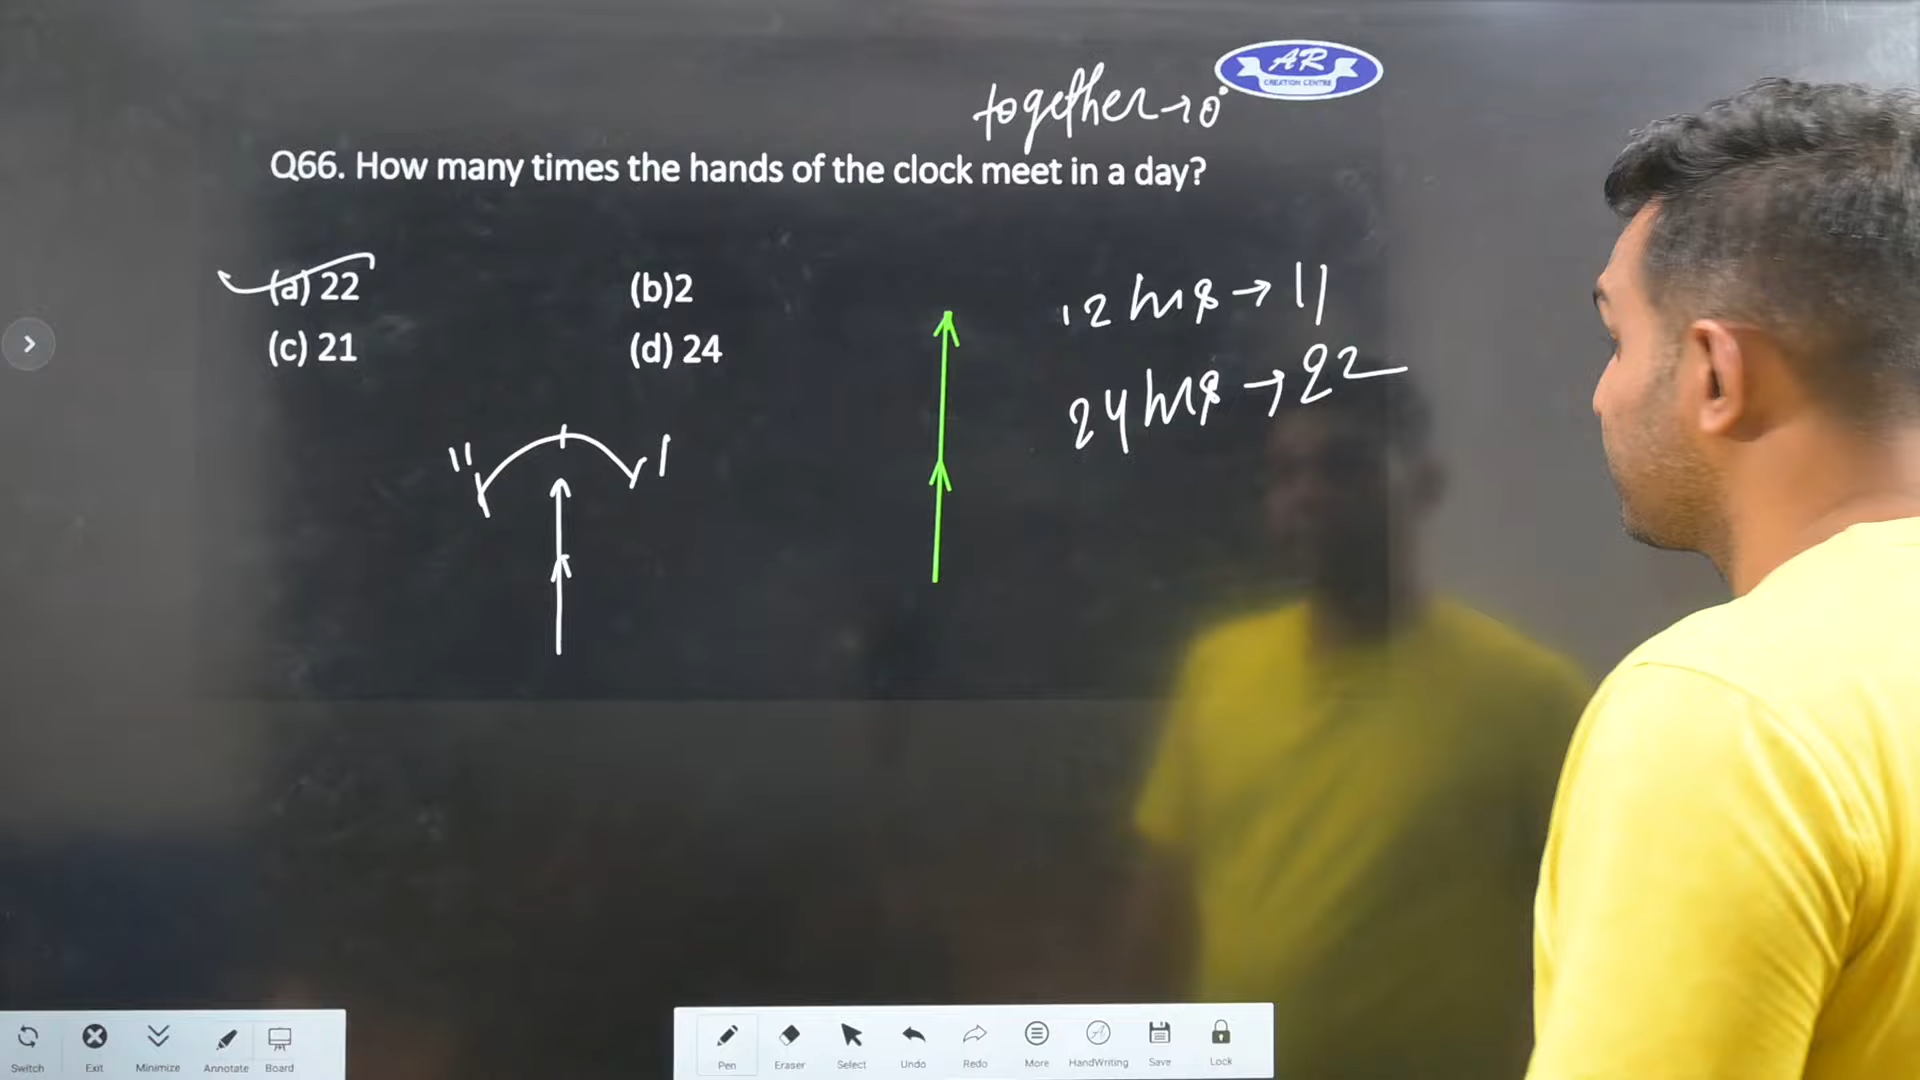 together → 0°
AR
CREATION CENTRE
Q66. How many times the hands of the clock meet in a day?
(a) 22
(b)2
(c) 21
(d) 24
12 hrs → 11
24 hrs → 22
11
1
Switch
Exit
Minimize
Annotate
Board
Pen
Eraser
Select
Undo
Redo
More
HandWriting
Save
Lock